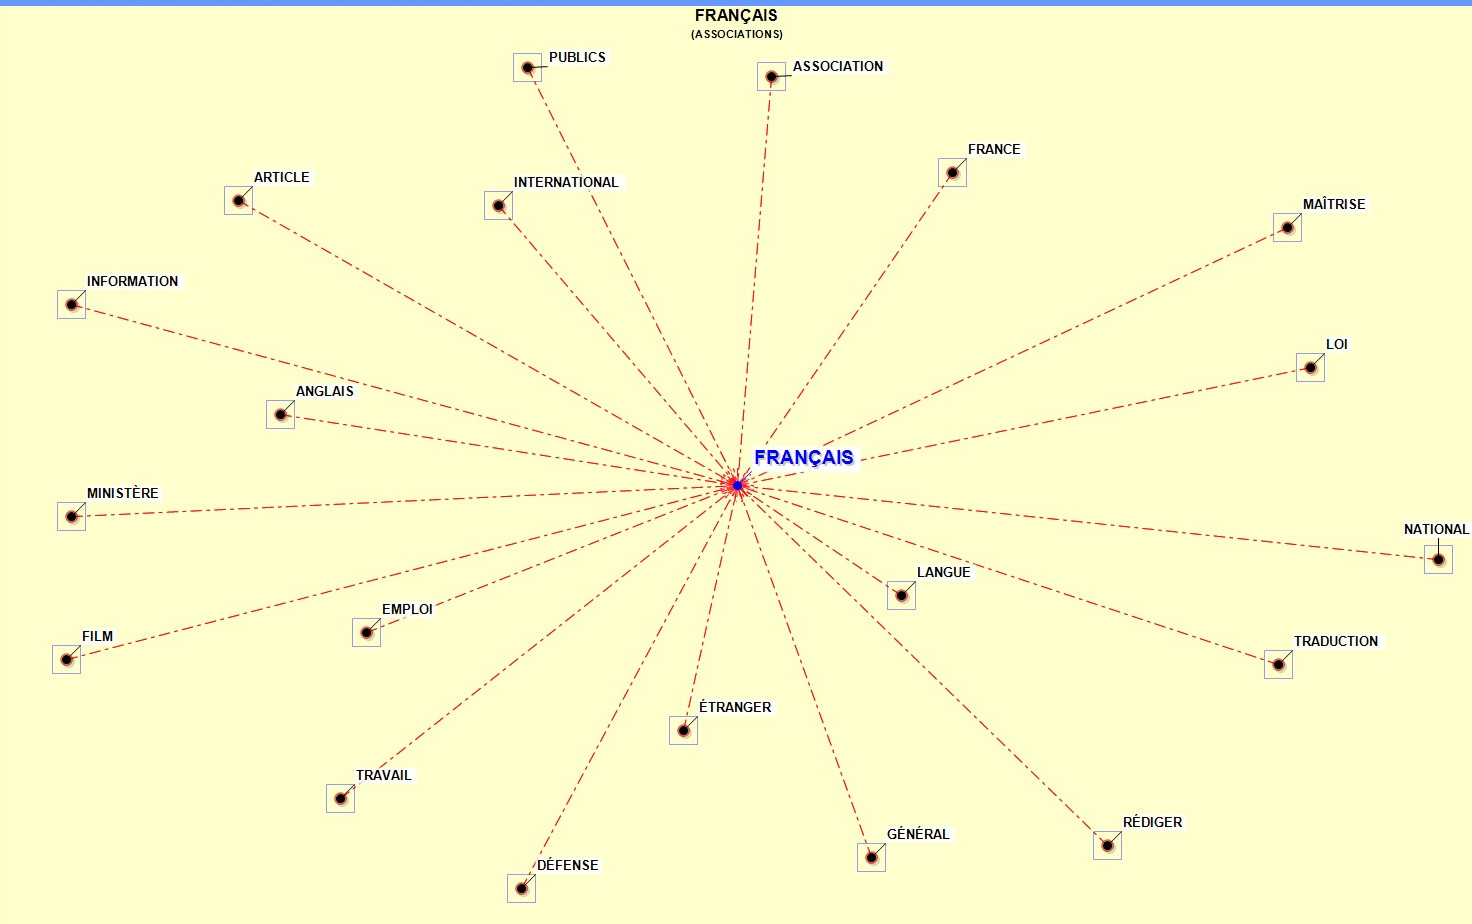 FRANÇAIS
(ASSOCIATIONS)
PUBLICS
ASSOCIATION
FRANCE
ARTICLE
INTERNATIONAL
MAÎTRISE
INFORMATION
LOI
ANGLAIS
FRANÇAIS
MINISTÈRE
NATIONAL
LANGUE
EMPLOI
FILM
TRADUCTION
ÉTRANGER
TRAVAIL
RÉDIGER
GÉNÉRAL
DÉFENSE